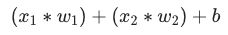 (x₁ * w₁) + (x₂ * w₂) + b